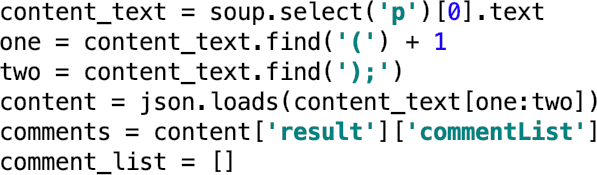 content_text = soup.select('p')[0].text
one = content_text.find('(') + 1
two = content_text.find(');')
content = json.loads(content_text[one:two])
comments = content['result']['commentList']
comment_list = []